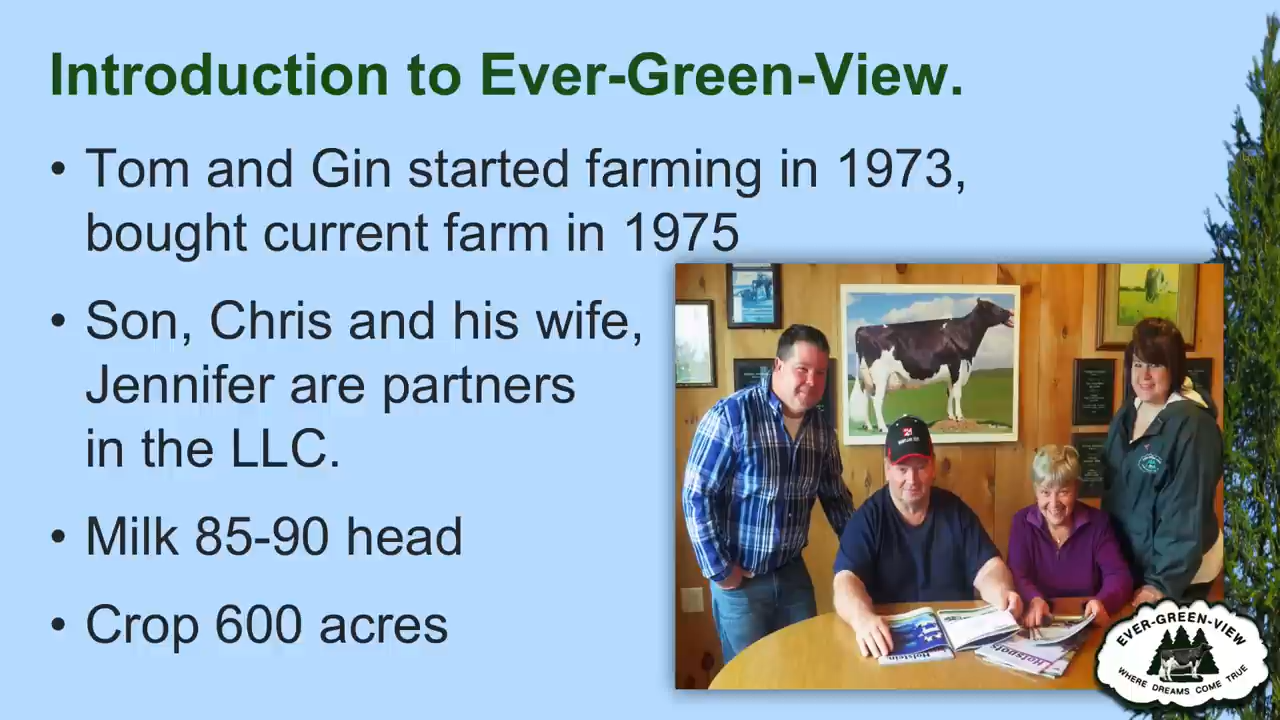 Introduction to Ever-Green-View.
• Tom and Gin started farming in 1973,
bought current farm in 1975
• Son, Chris and his wife,
Jennifer are partners
in the LLC.
• Milk 85-90 head
• Crop 600 acres
Holstein
Hotspots
EVER-GREEN-VIEW
WHERE DREAMS COME TRUE